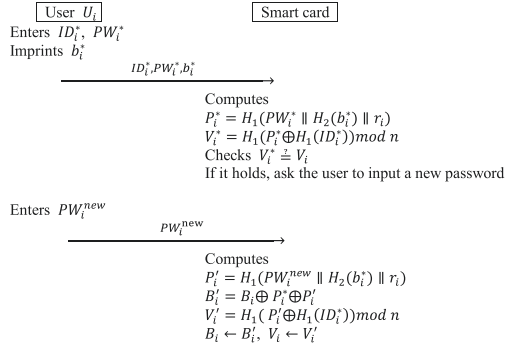 User U_i Smart card
Enters ID_i^*, PW_i^*
Imprints b_i^*
ID_i^*,PW_i^*,b_i^*
Computes
P_i^* = H_1(PW_i^* ∥ H_2(b_i^*) ∥ r_i)
V_i^* = H_1(P_i^*⊕H_1(ID_i^*))mod n
Checks V_i^* ≟ V_i
If it holds, ask the user to input a new password
Enters PW_i^{new}
PW_i^{new}
Computes
P_i' = H_1(PW_i^{new} ∥ H_2(b_i^*) ∥ r_i)
B_i' = B_i⊕ P_i^*⊕P_i'
V_i' = H_1( P_i'⊕H_1(ID_i^*))mod n
B_i ← B_i', V_i ← V_i'